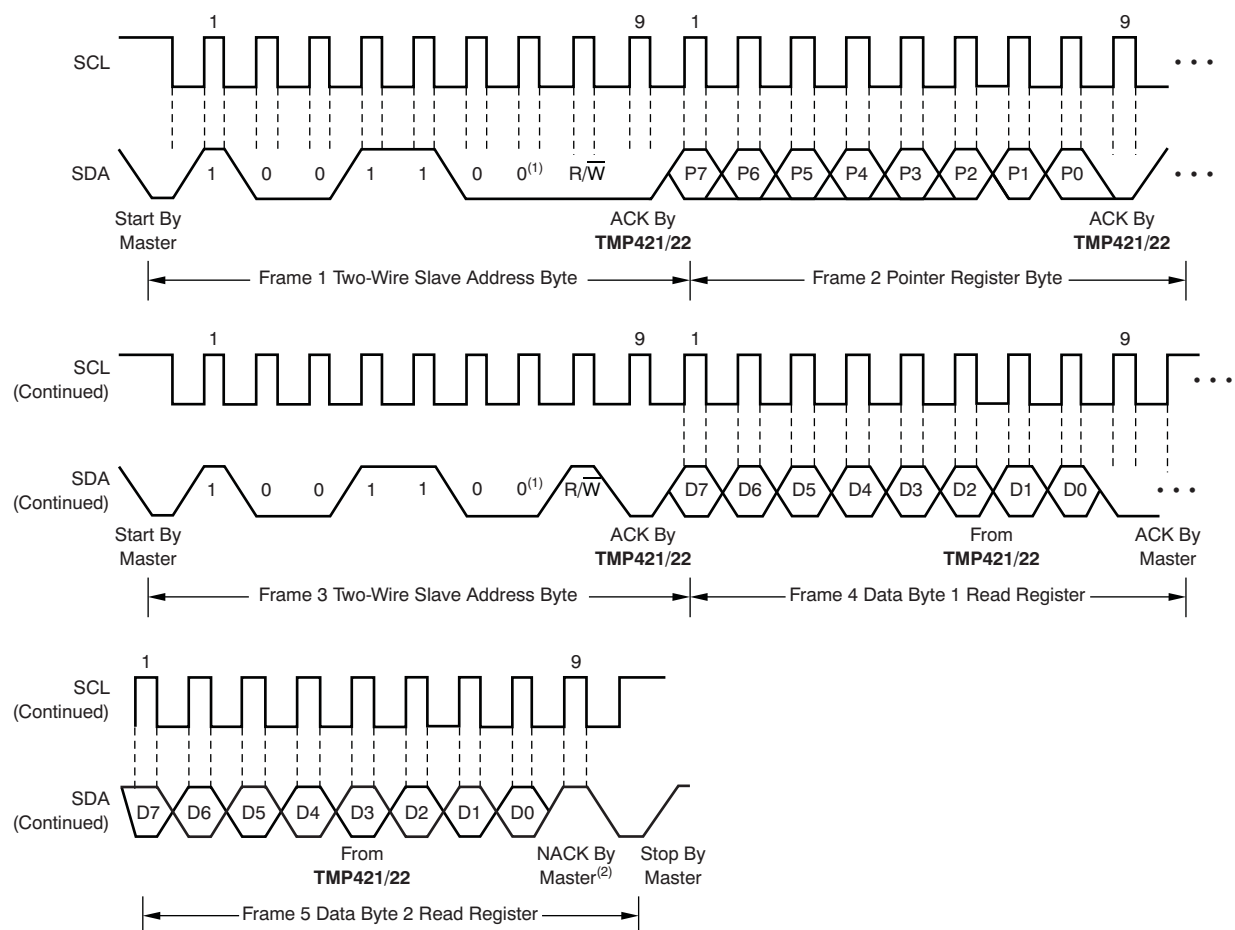 1 9 1 9
SCL
SDA 1 0 0 1 1 0 0(1) R/W P7 P6 P5 P4 P3 P2 P1 P0
Start By ACK By ACK By
Master TMP421/22 TMP421/22
Frame 1 Two-Wire Slave Address Byte Frame 2 Pointer Register Byte
1 9 1 9
SCL
(Continued)
SDA
(Continued) 1 0 0 1 1 0 0(1) R/W D7 D6 D5 D4 D3 D2 D1 D0
Start By ACK By From ACK By
Master TMP421/22 TMP421/22 Master
Frame 3 Two-Wire Slave Address Byte Frame 4 Data Byte 1 Read Register
1 9
SCL
(Continued)
SDA
(Continued) D7 D6 D5 D4 D3 D2 D1 D0
From NACK By Stop By
TMP421/22 Master(2) Master
Frame 5 Data Byte 2 Read Register